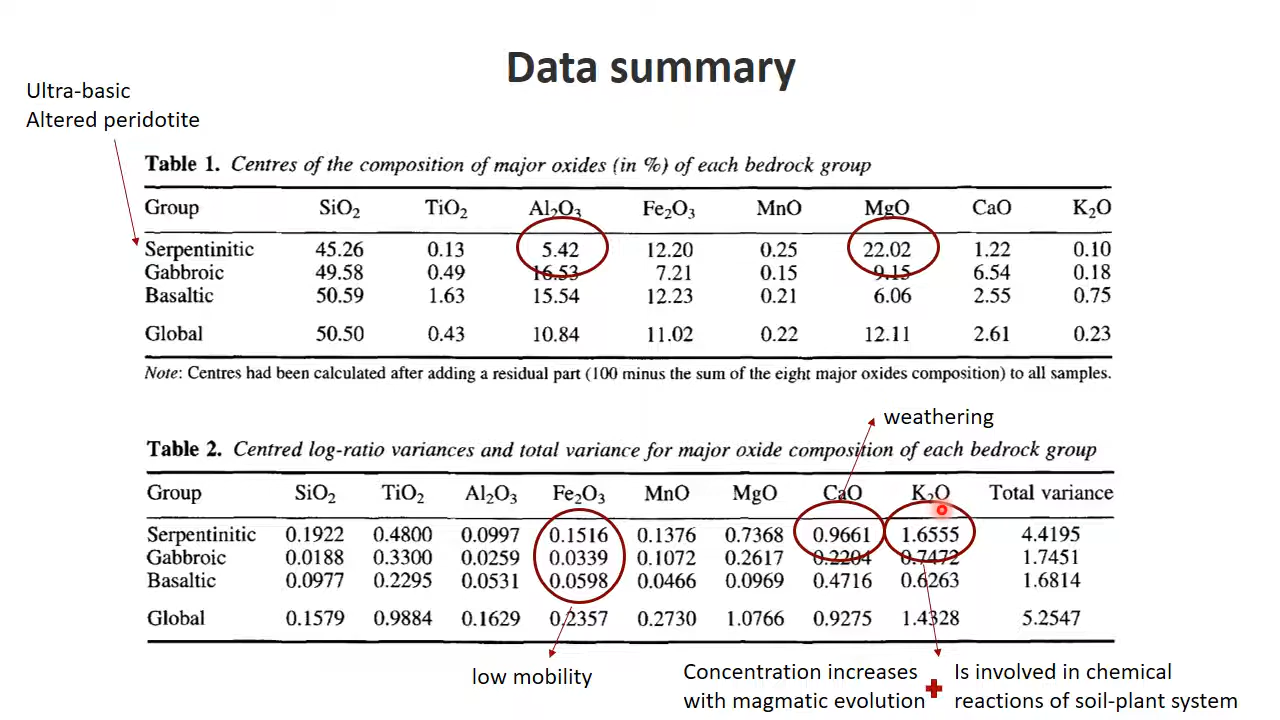 Data summary
Ultra-basic
Altered peridotite
Table 1. Centres of the composition of major oxides (in %) of each bedrock group
Group SiO₂ TiO₂ Al₂O₃ Fe₂O₃ MnO MgO CaO K₂O
Serpentinitic 45.26 0.13 5.42 12.20 0.25 22.02 1.22 0.10
Gabbroic 49.58 0.49 16.53 7.21 0.15 9.15 6.54 0.18
Basaltic 50.59 1.63 15.54 12.23 0.21 6.06 2.55 0.75
Global 50.50 0.43 10.84 11.02 0.22 12.11 2.61 0.23
Note: Centres had been calculated after adding a residual part (100 minus the sum of the eight major oxides composition) to all samples.
weathering
Table 2. Centred log-ratio variances and total variance for major oxide composition of each bedrock group
Group SiO₂ TiO₂ Al₂O₃ Fe₂O₃ MnO MgO CaO K₂O Total variance
Serpentinitic 0.1922 0.4800 0.0997 0.1516 0.1376 0.7368 0.9661 1.6555 4.4195
Gabbroic 0.0188 0.3300 0.0259 0.0339 0.1072 0.2617 0.2204 0.7472 1.7451
Basaltic 0.0977 0.2295 0.0531 0.0598 0.0466 0.0969 0.4716 0.6263 1.6814
Global 0.1579 0.9884 0.1629 0.2357 0.2730 1.0766 0.9275 1.4328 5.2547
low mobility
Concentration increases
with magmatic evolution
Is involved in chemical
reactions of soil-plant system